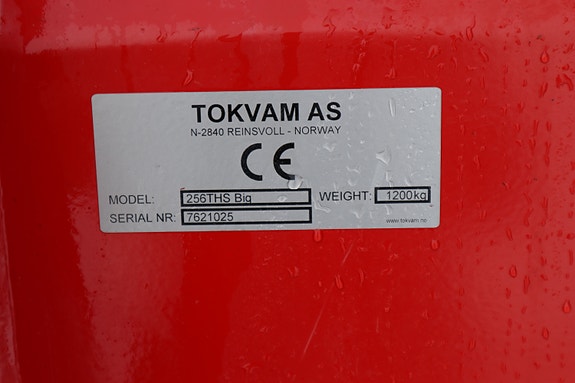 TOKVAM AS
N-2840 REINSVOLL - NORWAY
CE
MODEL: 256THS Big WEIGHT: 1200kg
SERIAL NR: 7621025 www.tokvam.no